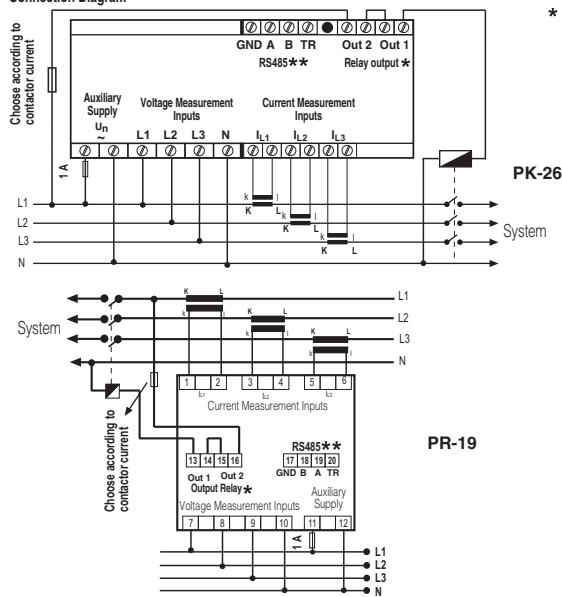 Connection Diagram
*
GND A B TR Out 2 Out 1
RS485** Relay output*
Choose according to
contactor current
Auxiliary
Supply
Un
~
Voltage Measurement
Inputs
Current Measurement
Inputs
L1 L2 L3 N IL1 IL2 IL3
1 A
PK-26
L1
L2
L3
N
k l
K L
k l
K L
k l
K L
System
System
K L
k l
K L
k l
K L
k l
L1
L2
L3
N
1 2 3 4 5 6
IL1 IL2 IL3
Current Measurement Inputs
Choose according to
contactor current
PR-19
RS485**
13 14 15 16
17 18 19 20
GND B A TR
Out 1 Out 2
Output Relay*
Voltage Measurement Inputs
Auxiliary
Supply
7 8 9 10 11 12
1 A
L1
L2
L3
N